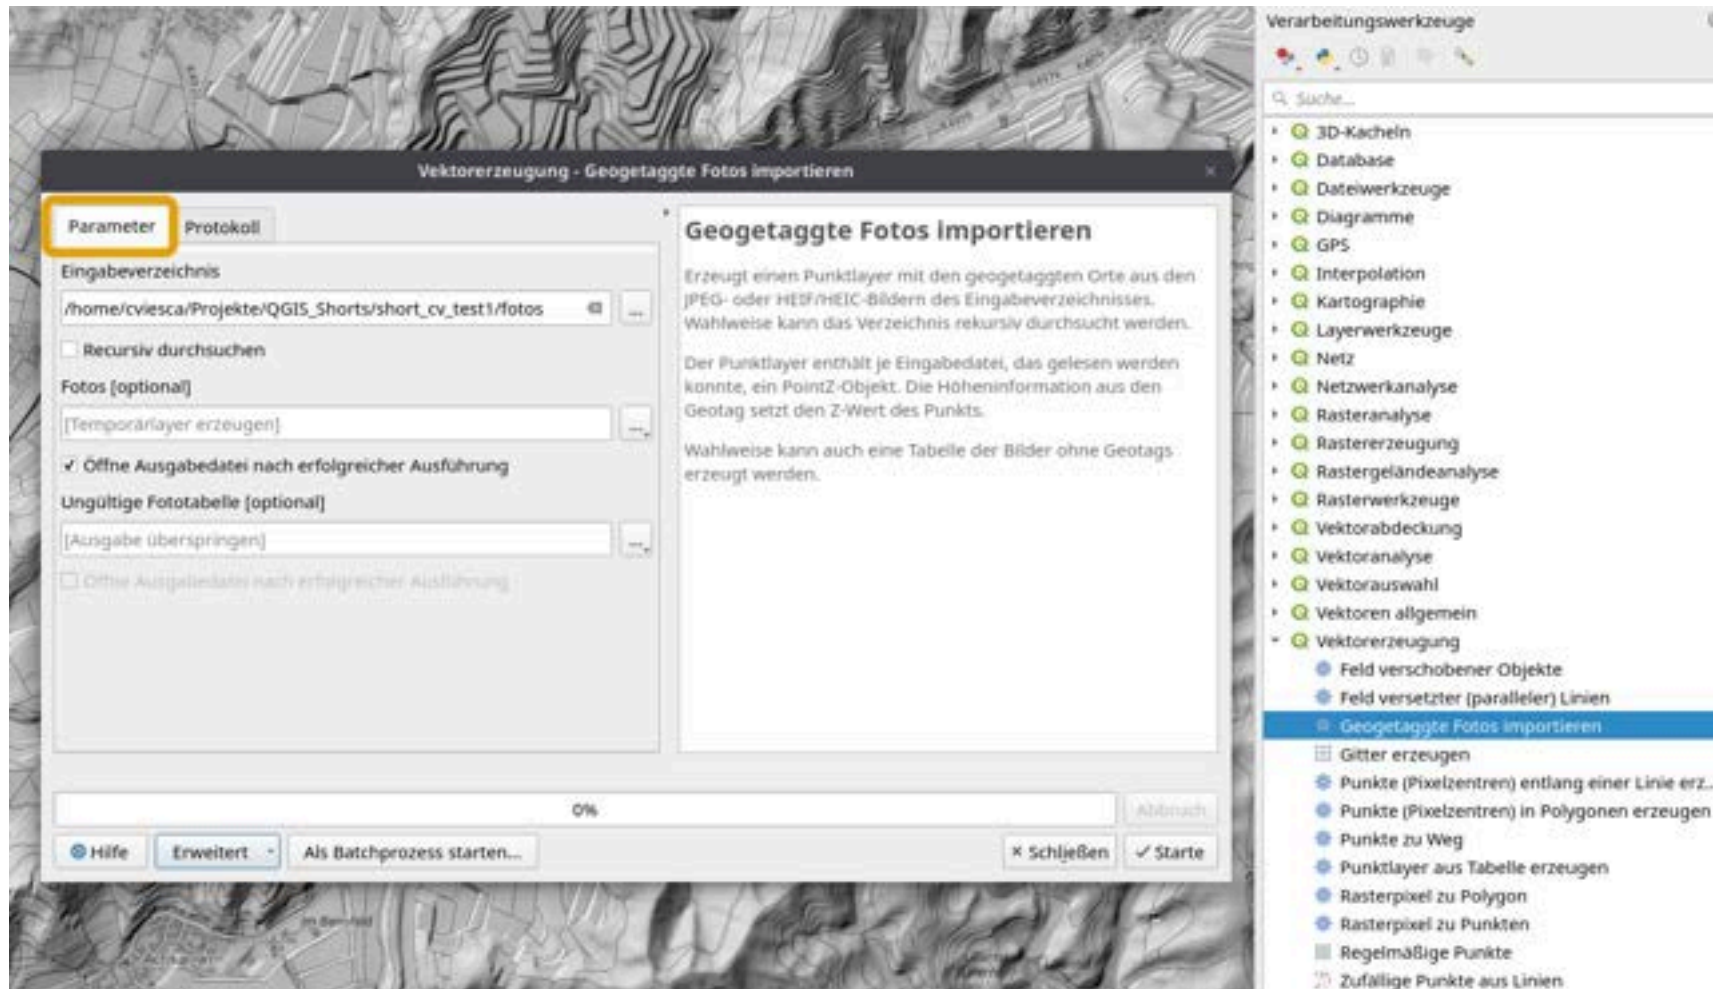 Verarbeitungswerkzeuge
Suche...
3D-Kacheln
Database
Dateiwerkzeuge
Diagramme
GPS
Interpolation
Kartographie
Layerwerkzeuge
Netz
Netzwerkanalyse
Rasteranalyse
Rastererzeugung
Rastergeländeanalyse
Rasterwerkzeuge
Vektorabdeckung
Vektoranalyse
Vektorauswahl
Vektoren allgemein
Vektorerzeugung
Feld verschobener Objekte
Feld versetzter (paralleler) Linien
Geogetaggte Fotos importieren
Gitter erzeugen
Punkte (Pixelzentren) entlang einer Linie erz...
Punkte (Pixelzentren) in Polygonen erzeugen
Punkte zu Weg
Punktlayer aus Tabelle erzeugen
Rasterpixel zu Polygon
Rasterpixel zu Punkten
Regelmäßige Punkte
Zufällige Punkte aus Linien
Vektorerzeugung - Geogetaggte Fotos importieren
Parameter
Protokoll
Eingabeverzeichnis
/home/cviesca/Projekte/QGIS_Shorts/short_cv_test1/fotos
...
Recursiv durchsuchen
Fotos [optional]
[Temporärlayer erzeugen]
...
Öffne Ausgabedatei nach erfolgreicher Ausführung
Ungültige Fototabelle [optional]
[Ausgabe überspringen]
...
Öffne Ausgabedatei nach erfolgreicher Ausführung
Geogetaggte Fotos importieren
Erzeugt einen Punktlayer mit den geogetaggten Orte aus den
JPEG- oder HEIF/HEIC-Bildern des Eingabeverzeichnisses.
Wahlweise kann das Verzeichnis rekursiv durchsucht werden.
Der Punktlayer enthält je Eingabedatei, das gelesen werden
konnte, ein PointZ-Objekt. Die Höheninformation aus den
Geotag setzt den Z-Wert des Punkts.
Wahlweise kann auch eine Tabelle der Bilder ohne Geotags
erzeugt werden.
0%
Abbruch
Hilfe
Erweitert
Als Batchprozess starten...
Schließen
Starte